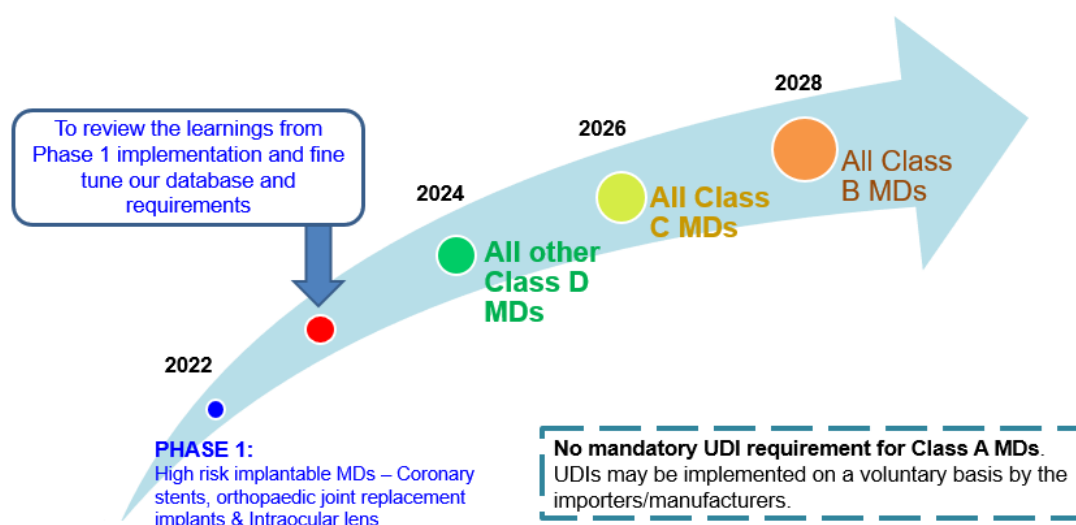 2028
2026
2024
2022
To review the learnings from
Phase 1 implementation and fine
tune our database and
requirements
All Class
B MDs
All Class
C MDs
All other
Class D
MDs
PHASE 1:
High risk implantable MDs – Coronary
stents, orthopaedic joint replacement
implants & Intraocular lens
No mandatory UDI requirement for Class A MDs.
UDIs may be implemented on a voluntary basis by the
importers/manufacturers.